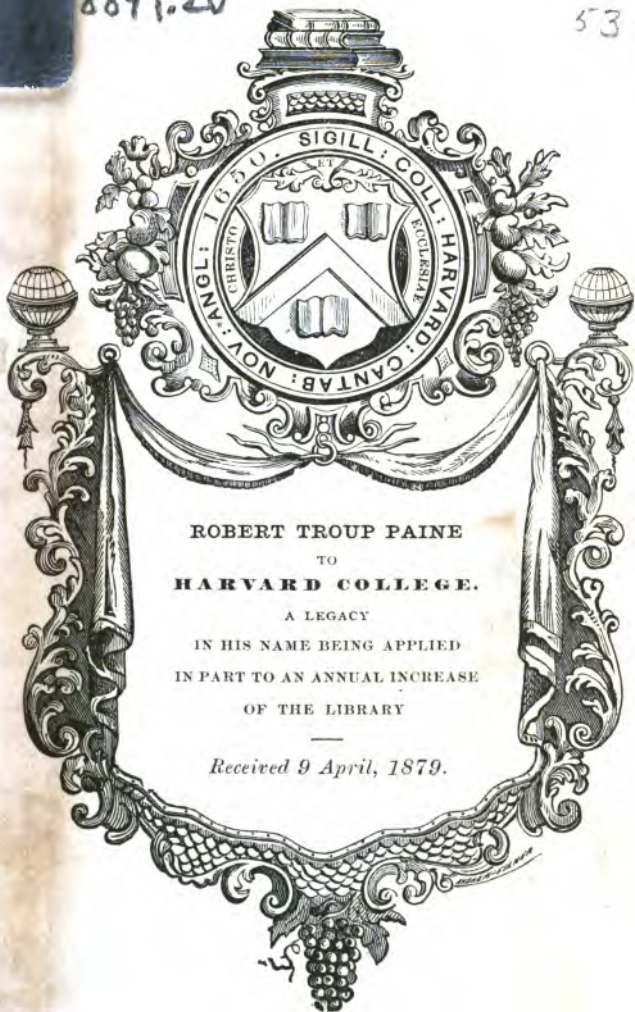 53
SIGILL: COLL: HARVARD: CANTAB: NOV: ANGL: 1650.
CHRISTO
ET
ECCLESIAE
ROBERT TROUP PAINE
TO
HARVARD COLLEGE.
A LEGACY
IN HIS NAME BEING APPLIED
IN PART TO AN ANNUAL INCREASE
OF THE LIBRARY
Received 9 April, 1879.